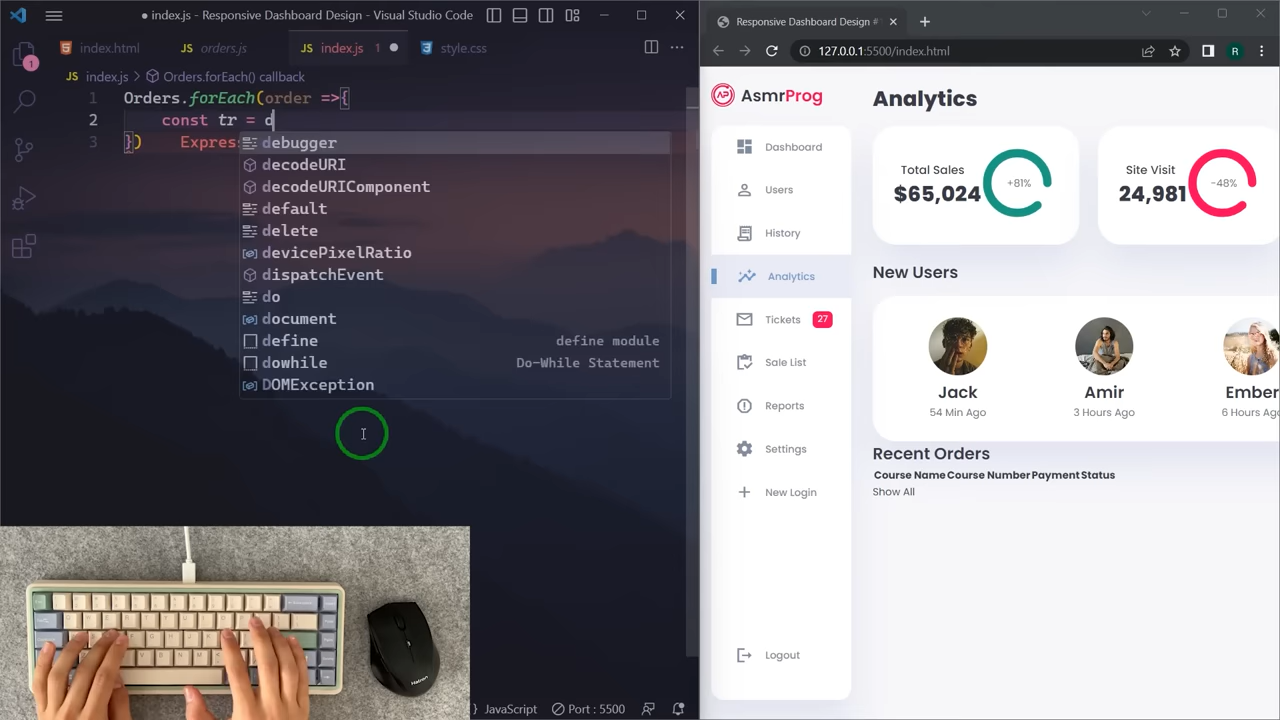 index.js - Responsive Dashboard Design - Visual Studio Code
index.html
orders.js
index.js 1
style.css
1
index.js > Orders.forEach() callback
1 Orders.forEach(order =>{
2 const tr = d
3 }) Expres
debugger
decodeURI
decodeURIComponent
default
delete
devicePixelRatio
dispatchEvent
do
document
define define module
dowhile Do-While Statement
DOMException
JavaScript Port : 5500
Responsive Dashboard Design #
127.0.0.1:5500/index.html
R
AsmrProg
Dashboard
Users
History
Analytics
Tickets 27
Sale List
Reports
Settings
New Login
Logout
Analytics
Total Sales
$65,024
+81%
Site Visit
24,981
-48%
New Users
Jack
54 Min Ago
Amir
3 Hours Ago
Ember
6 Hours Ag
Recent Orders
Course Name Course Number Payment Status
Show All